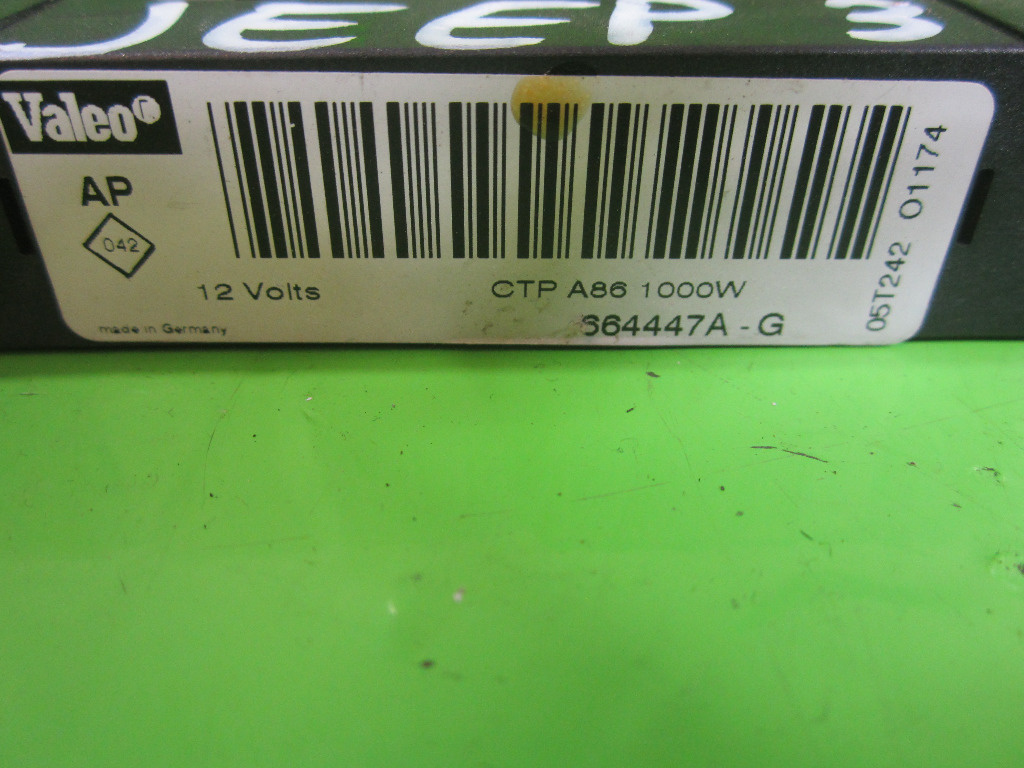 JEEP 3
Valeo
AP
042
12 Volts
CTP A86 1000W
664447A - G
made in Germany
05T242 01174